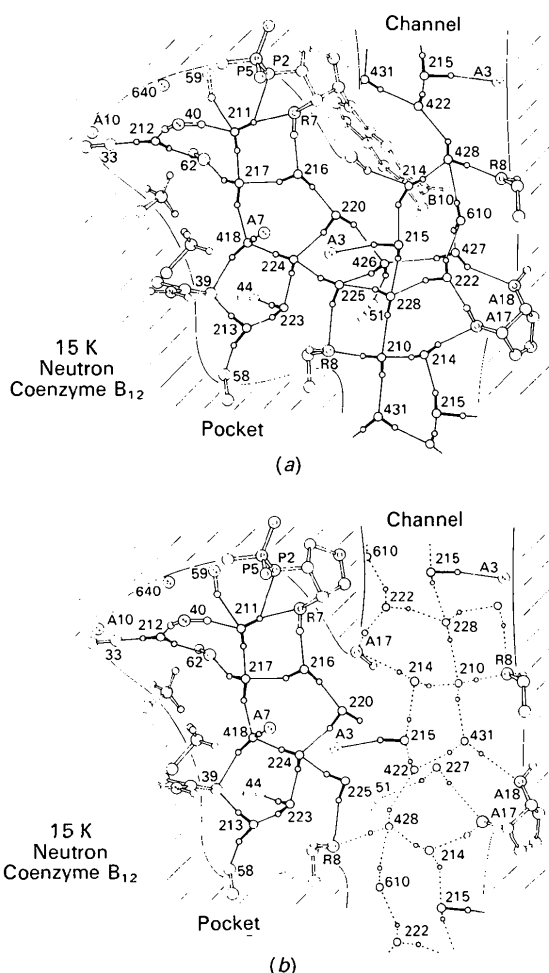 Channel
P2
P5
59
640
A10
33
212
40
211
62
R7
217
216
418
A7
220
A3
224
39
44
223
213
58
225
R8
431
215
A3
422
428
214
R8
B10
610
215
426
427
222
228
51
A18
A17
210
214
431
215
15 K
Neutron
Coenzyme B12
Pocket
(a)
Channel
P2
P5
59
640
A10
33
212
40
211
62
R7
217
216
418
A7
220
A3
224
39
44
223
213
58
225
R8
610
215
A3
222
228
A17
R8
214
210
215
431
422
227
51
A18
A17
428
214
610
215
222
15 K
Neutron
Coenzyme B12
Pocket
(b)